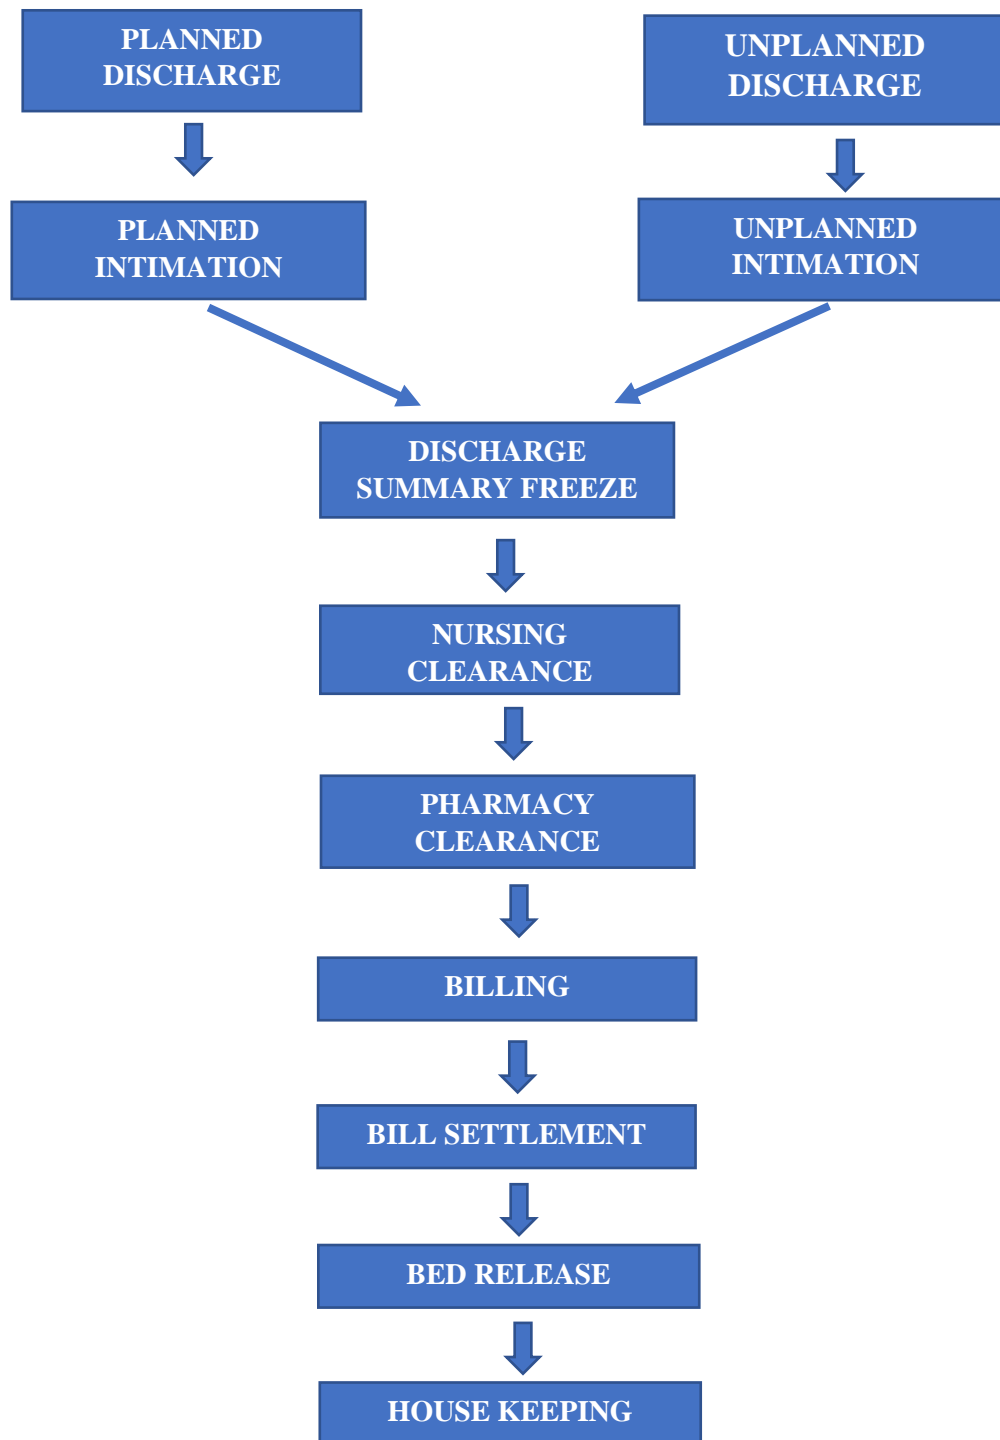 PLANNED
DISCHARGE
UNPLANNED
DISCHARGE
PLANNED
INTIMATION
UNPLANNED
INTIMATION
DISCHARGE
SUMMARY FREEZE
NURSING
CLEARANCE
PHARMACY
CLEARANCE
BILLING
BILL SETTLEMENT
BED RELEASE
HOUSE KEEPING